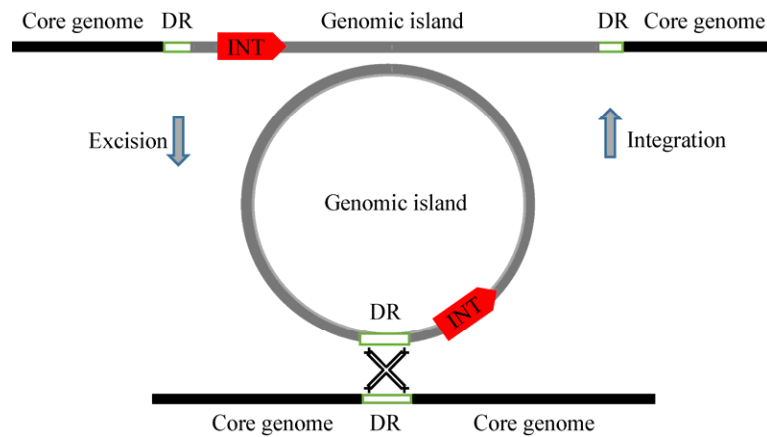 Core genome DR Genomic island DR Core genome
INT
Excision
Integration
Genomic island
DR
INT
Core genome DR Core genome